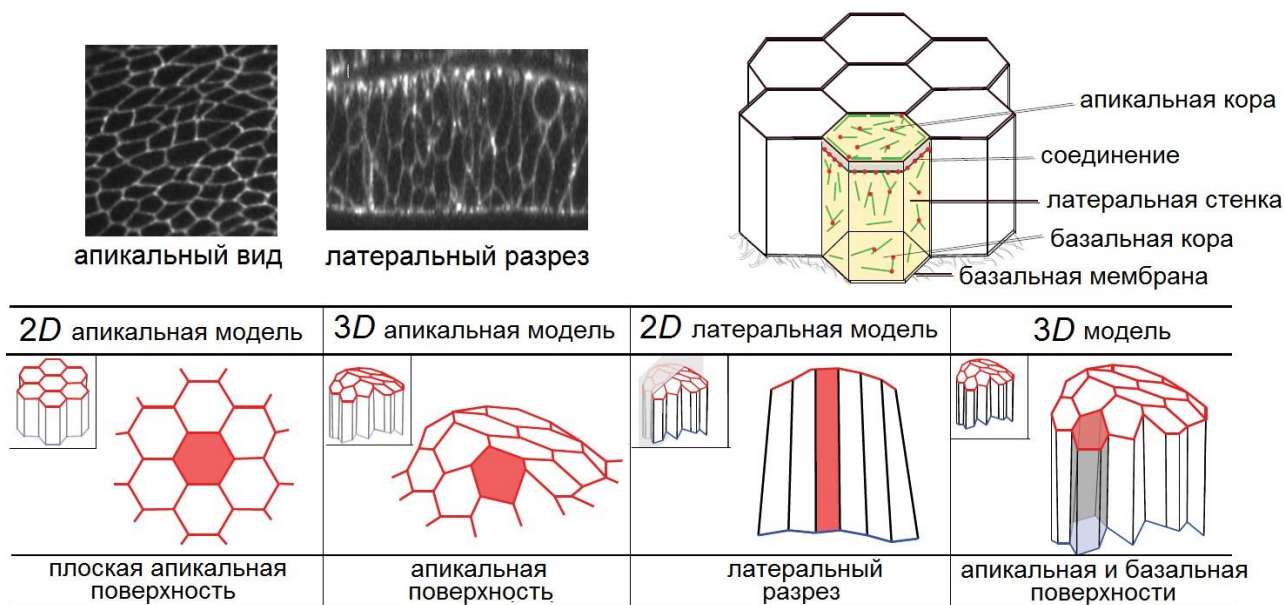 апикальный вид
латеральный разрез
апикальная кора
соединение
латеральная стенка
базальная кора
базальная мембрана
2D апикальная модель
3D апикальная модель
2D латеральная модель
3D модель
плоская апикальная
поверхность
апикальная
поверхность
латеральный
разрез
апикальная и базальная
поверхности